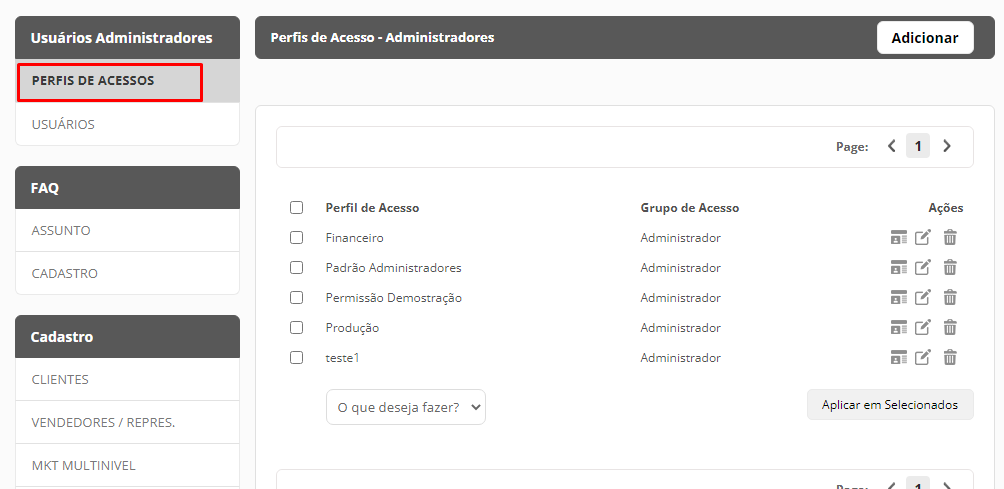 Usuários Administradores
PERFIS DE ACESSOS
USUÁRIOS
FAQ
ASSUNTO
CADASTRO
Cadastro
CLIENTES
VENDEDORES / REPRES.
MKT MULTINIVEL
Perfis de Acesso - Administradores
Adicionar
Page: 1
Perfil de Acesso Grupo de Acesso Ações
Financeiro Administrador
Padrão Administradores Administrador
Permissão Demostração Administrador
Produção Administrador
teste1 Administrador
O que deseja fazer? Aplicar em Selecionados
Page: 1